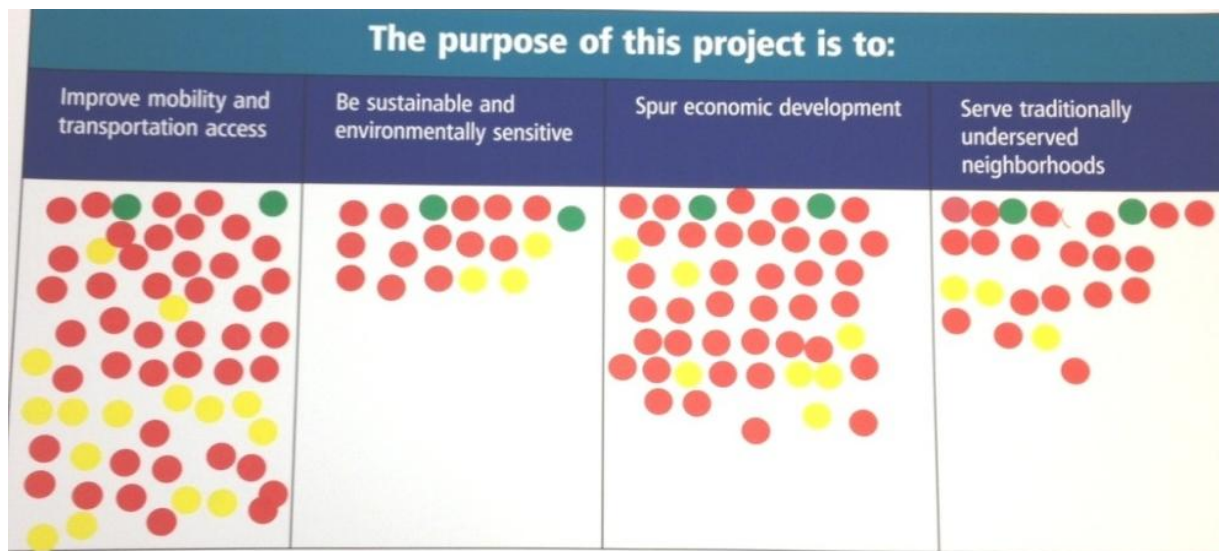 The purpose of this project is to:
Improve mobility and
transportation access
Be sustainable and
environmentally sensitive
Spur economic development
Serve traditionally
underserved
neighborhoods